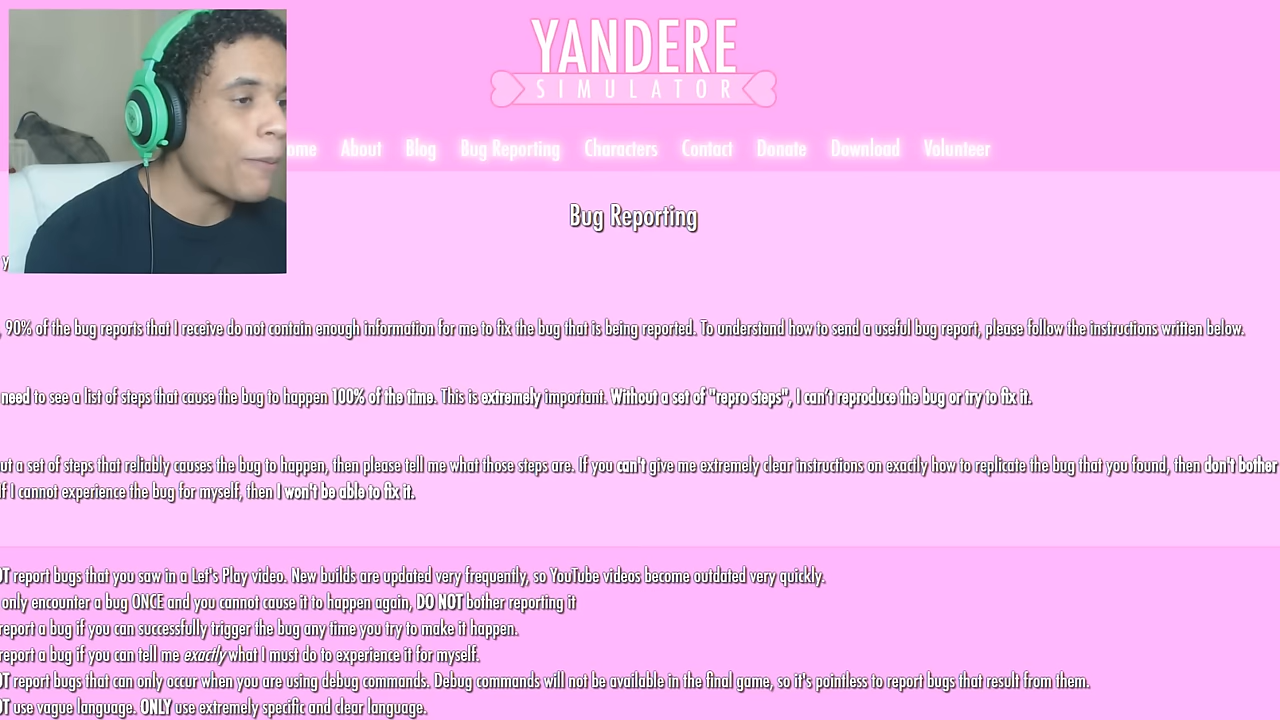 YANDERE
SIMULATOR
ome About Blog Bug Reporting Characters Contact Donate Download Volunteer
Bug Reporting
y
, 90% of the bug reports that I receive do not contain enough information for me to fix the bug that is being reported. To understand how to send a useful bug report, please follow the instructions written below.
need to see a list of steps that cause the bug to happen 100% of the time. This is extremely important. Without a set of "repro steps", I can't reproduce the bug or try to fix it.
ut a set of steps that reliably causes the bug to happen, then please tell me what those steps are. If you can't give me extremely clear instructions on exactly how to replicate the bug that you found, then don't bother
If I cannot experience the bug for myself, then I won't be able to fix it.
OT report bugs that you saw in a Let's Play video. New builds are updated very frequently, so YouTube videos become outdated very quickly.
only encounter a bug ONCE and you cannot cause it to happen again, DO NOT bother reporting it
report a bug if you can successfully trigger the bug any time you try to make it happen.
report a bug if you can tell me exactly what I must do to experience it for myself.
OT report bugs that can only occur when you are using debug commands. Debug commands will not be available in the final game, so it's pointless to report bugs that result from them.
OT use vague language. ONLY use extremely specific and clear language.